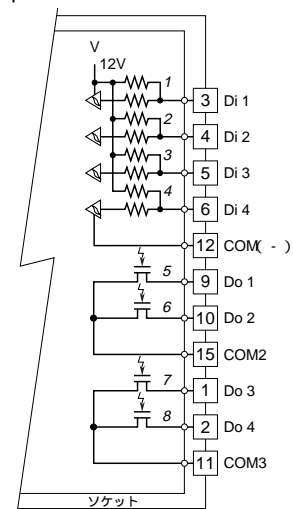 V
12V
1
3 Di 1
2
4 Di 2
3
5 Di 3
4
6 Di 4
12 COM( - )
5
9 Do 1
6
10 Do 2
15 COM2
7
1 Do 3
8
2 Do 4
11 COM3
ソケット